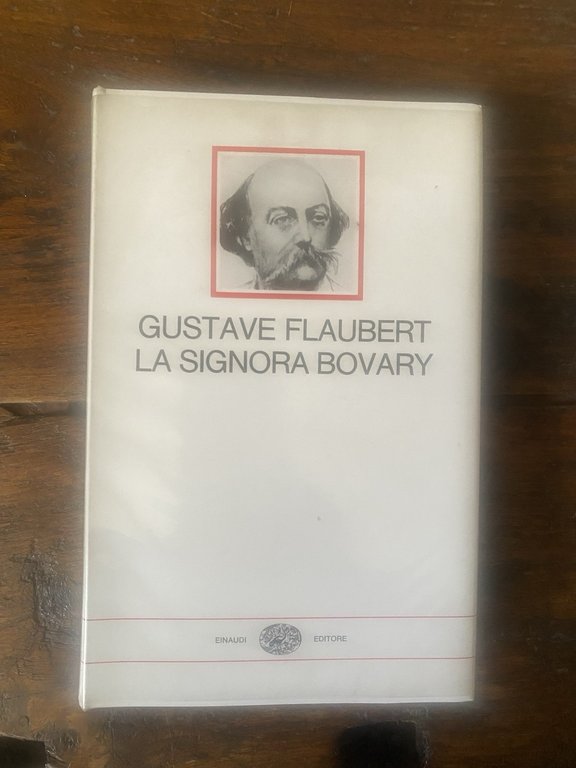 GUSTAVE FLAUBERT
LA SIGNORA BOVARY
EINAUDI EDITORE